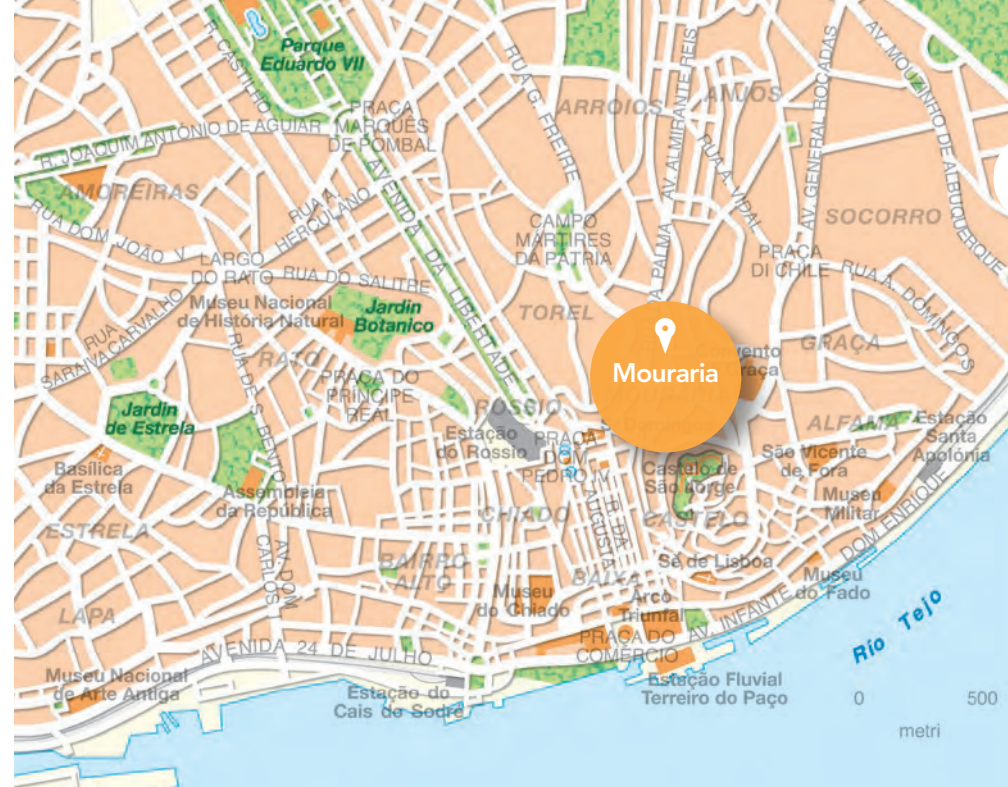 Parque
Eduardo VII
R. CASTILHO
PRAÇA
MARQUÊS
DE POMBAL
R. JOAQUIM ANTÓNIO DE AGUIAR
AMOREIRAS
RUA DOM JOÃO V
RUA A.
HERCULANO
AVENIDA DA LIBERTADE
RUA G. FREIRE
ARROIOS
AV. ALMIRANTE REIS
ANJOS
RUA A. VIDAL
AV. GENERAL ROCADAS
AV. MOUZINHO DE ALBUQUERQUE
SOCORRO
CAMPO
MARTIRES
DA PATRIA
PALMA
PRAÇA
DI CHILE
RUA A. DOMINGOS
LARGO
DO RATO
RUA DO SALITRE
Museu Nacional
de História Natural
Jardin
Botanico
TOREL
GRAÇA
RUA
SARAIVACARVALHO
RATO
RUA DE S. BENTO
PRAÇA DO
PRÍNCIPE
REAL
Mouraria
Jardin
de Estrela
ROSSIO
Estação
do Rossio
PRAÇA
DOM
PEDRO IV
ALFAMA
Estação
Santa
Apolónia
São Vicente
de Fora
Castelo de
São Jorge
Museu
Militar
Basílica
da Estrela
Assembleia
da República
ESTRELA
CHIADO
R. AUGUSTA
R. DA
CASTELO
AV. DOM
CARLOS I
BAIRRO
ALTO
BAIXA
Sé de Lisboa
Museu
do Fado
Museu
do Chiado
Arco
Triunfal
AV. INFANTE DOM ENRIQUE
LAPA
PRAÇA DO
COMÉRCIO
AVENIDA 24 DE JULHO
Rio Tejo
Museu Nacional
de Arte Antiga
Estação do
Cais do Sodré
Estação Fluvial
Terreiro do Paço
0 500
metri